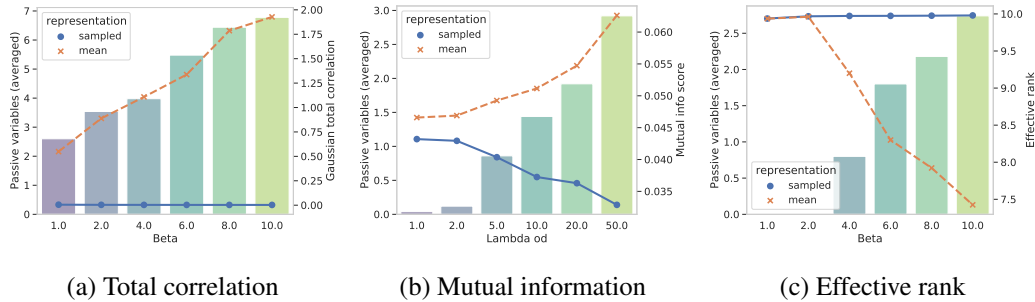 representation
sampled
mean
Passive variables (averaged)
7
6
5
4
3
2
1
0
2.00
1.75
1.50
1.25
1.00
0.75
0.50
0.25
0.00
Gaussian total correlation
1.0 2.0 4.0 6.0 8.0 10.0
Beta
(a) Total correlation
representation
sampled
mean
Passive variables (averaged)
3.0
2.5
2.0
1.5
1.0
0.5
0.0
0.060
0.055
0.050
0.045
0.040
0.035
Mutual info score
1.0 2.0 5.0 10.0 20.0 50.0
Lambda od
(b) Mutual information
representation
sampled
mean
Passive variables (averaged)
2.5
2.0
1.5
1.0
0.5
0.0
10.0
9.5
9.0
8.5
8.0
7.5
Effective rank
1.0 2.0 4.0 6.0 8.0 10.0
Beta
(c) Effective rank